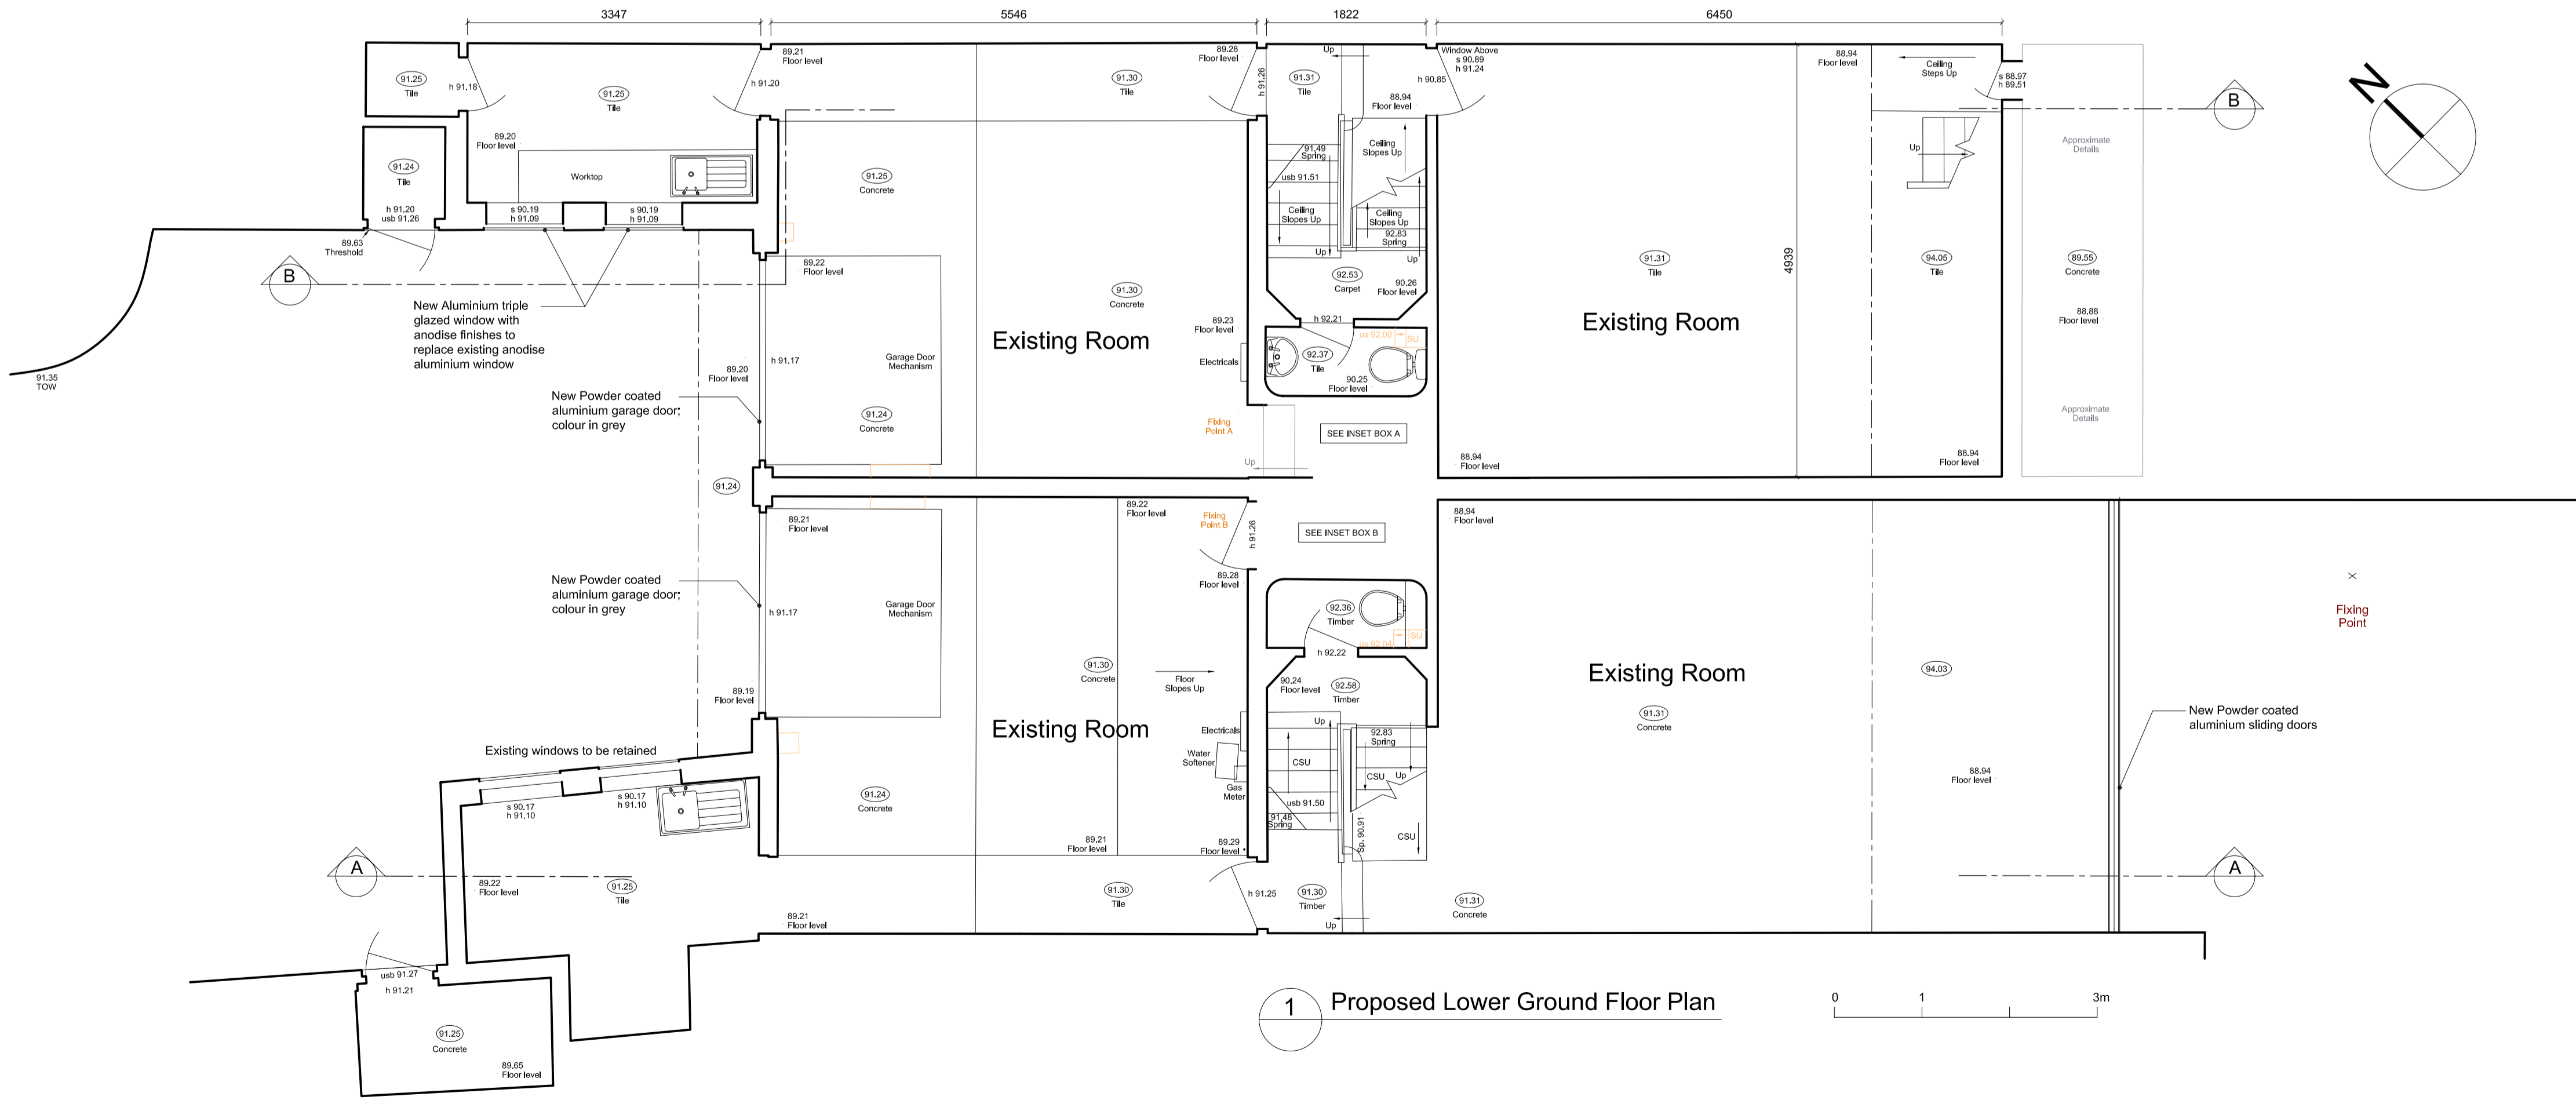 3347
5546
1822
6450
89.21
Floor level
89.28
Floor level
Up
Window Above
s 90.89
h 91.24
88.94
Floor level
Ceiling
Steps Up
s 88.97
h 89.51
N
B
91.25
Tile
h 91.18
91.25
Tile
h 91.20
91.30
Tile
h 91.26
91.31
Tile
h 90.85
88.94
Floor level
89.20
Floor level
Worktop
91.24
Tile
91.25
Concrete
91.49
Spring
usb 91.51
Ceiling
Slopes Up
Up
Approximate
Details
h 91.20
usb 91.26
s 90.19
h 91.09
s 90.19
h 91.09
Ceiling
Slopes Up
Ceiling
Slopes Up
92.83
Spring
Up
Up
89.63
Threshold
B
89.22
Floor level
91.30
Concrete
92.53
Carpet
90.26
Floor level
91.31
Tile
4939
94.05
Tile
89.55
Concrete
88.88
Floor level
New Aluminium triple
glazed window with
anodise finishes to
replace existing anodise
aluminium window
89.23
Floor level
Existing Room
h 92.21
us 92.00
SU
Existing Room
91.35
TOW
h 91.17
89.20
Floor level
Garage Door
Mechanism
Electricals
92.37
Tile
90.25
Floor level
New Powder coated
aluminium garage door;
colour in grey
91.24
Concrete
Fixing
Point A
SEE INSET BOX A
Approximate
Details
Up
88.94
Floor level
88.94
Floor level
91.24
89.21
Floor level
89.22
Floor level
Fixing
Point B
h 91.26
SEE INSET BOX B
88.94
Floor level
New Powder coated
aluminium garage door;
colour in grey
h 91.17
Garage Door
Mechanism
89.28
Floor level
92.36
Timber
us 92.04
SU
Fixing
Point
89.19
Floor level
91.30
Concrete
Floor
Slopes Up
h 92.22
90.24
Floor level
92.58
Timber
Existing Room
94.03
Existing Room
91.31
Concrete
New Powder coated
aluminium sliding doors
Existing windows to be retained
Electricals
Water
Softener
Gas
Meter
Up
92.83
Spring
CSU
CSU
Up
88.94
Floor level
s 90.17
h 91.10
s 90.17
h 91.10
91.24
Concrete
usb 91.50
91.48
Spring
Sp. 90.91
CSU
89.21
Floor level
89.29
Floor level
A
89.22
Floor level
91.25
Tile
91.30
Tile
h 91.25
91.30
Timber
91.31
Concrete
A
89.21
Floor level
Up
usb 91.27
h 91.21
91.25
Concrete
89.65
Floor level
1
Proposed Lower Ground Floor Plan
0
1
3m